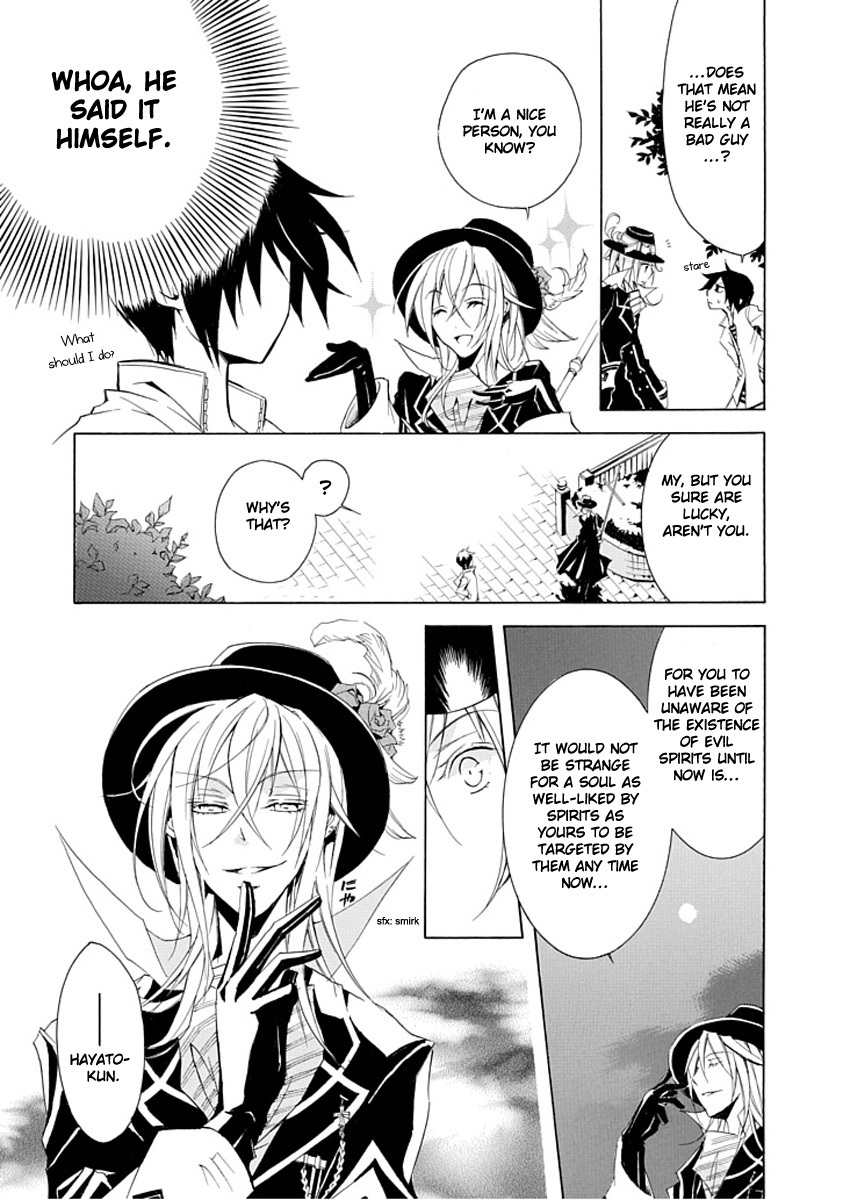 ...DOES
THAT MEAN
HE'S NOT
REALLY A
BAD GUY
...?
stare
I'M A NICE
PERSON, YOU
KNOW?
WHOA, HE
SAID IT
HIMSELF.
What
should I do?
MY, BUT YOU
SURE ARE
LUCKY,
AREN'T YOU.
?
WHY'S
THAT?
FOR YOU TO
HAVE BEEN
UNAWARE OF
THE EXISTENCE
OF EVIL
SPIRITS UNTIL
NOW IS...
IT WOULD NOT
BE STRANGE
FOR A SOUL AS
WELL-LIKED BY
SPIRITS AS
YOURS TO BE
TARGETED BY
THEM ANY TIME
NOW...
にやっ
sfx: smirk
—
HAYATO-
KUN.